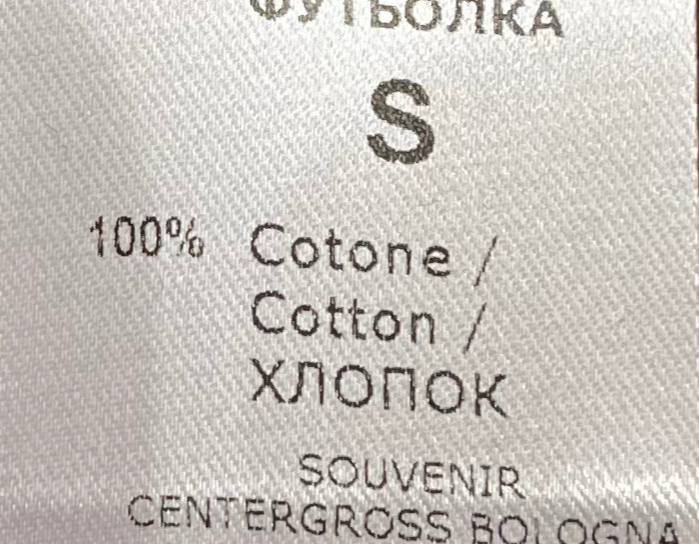 ФУТБОЛКА
S
100% Cotone /
Cotton /
ХЛОПОК
SOUVENIR
CENTERGROSS BOLOGNA